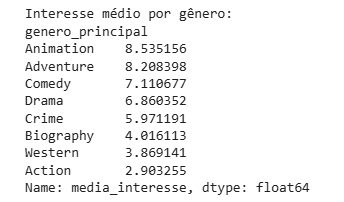 Interesse médio por gênero:
genero_principal
Animation    8.535156
Adventure    8.208398
Comedy       7.110677
Drama        6.860352
Crime        5.971191
Biography    4.016113
Western      3.869141
Action       2.903255
Name: media_interesse, dtype: float64